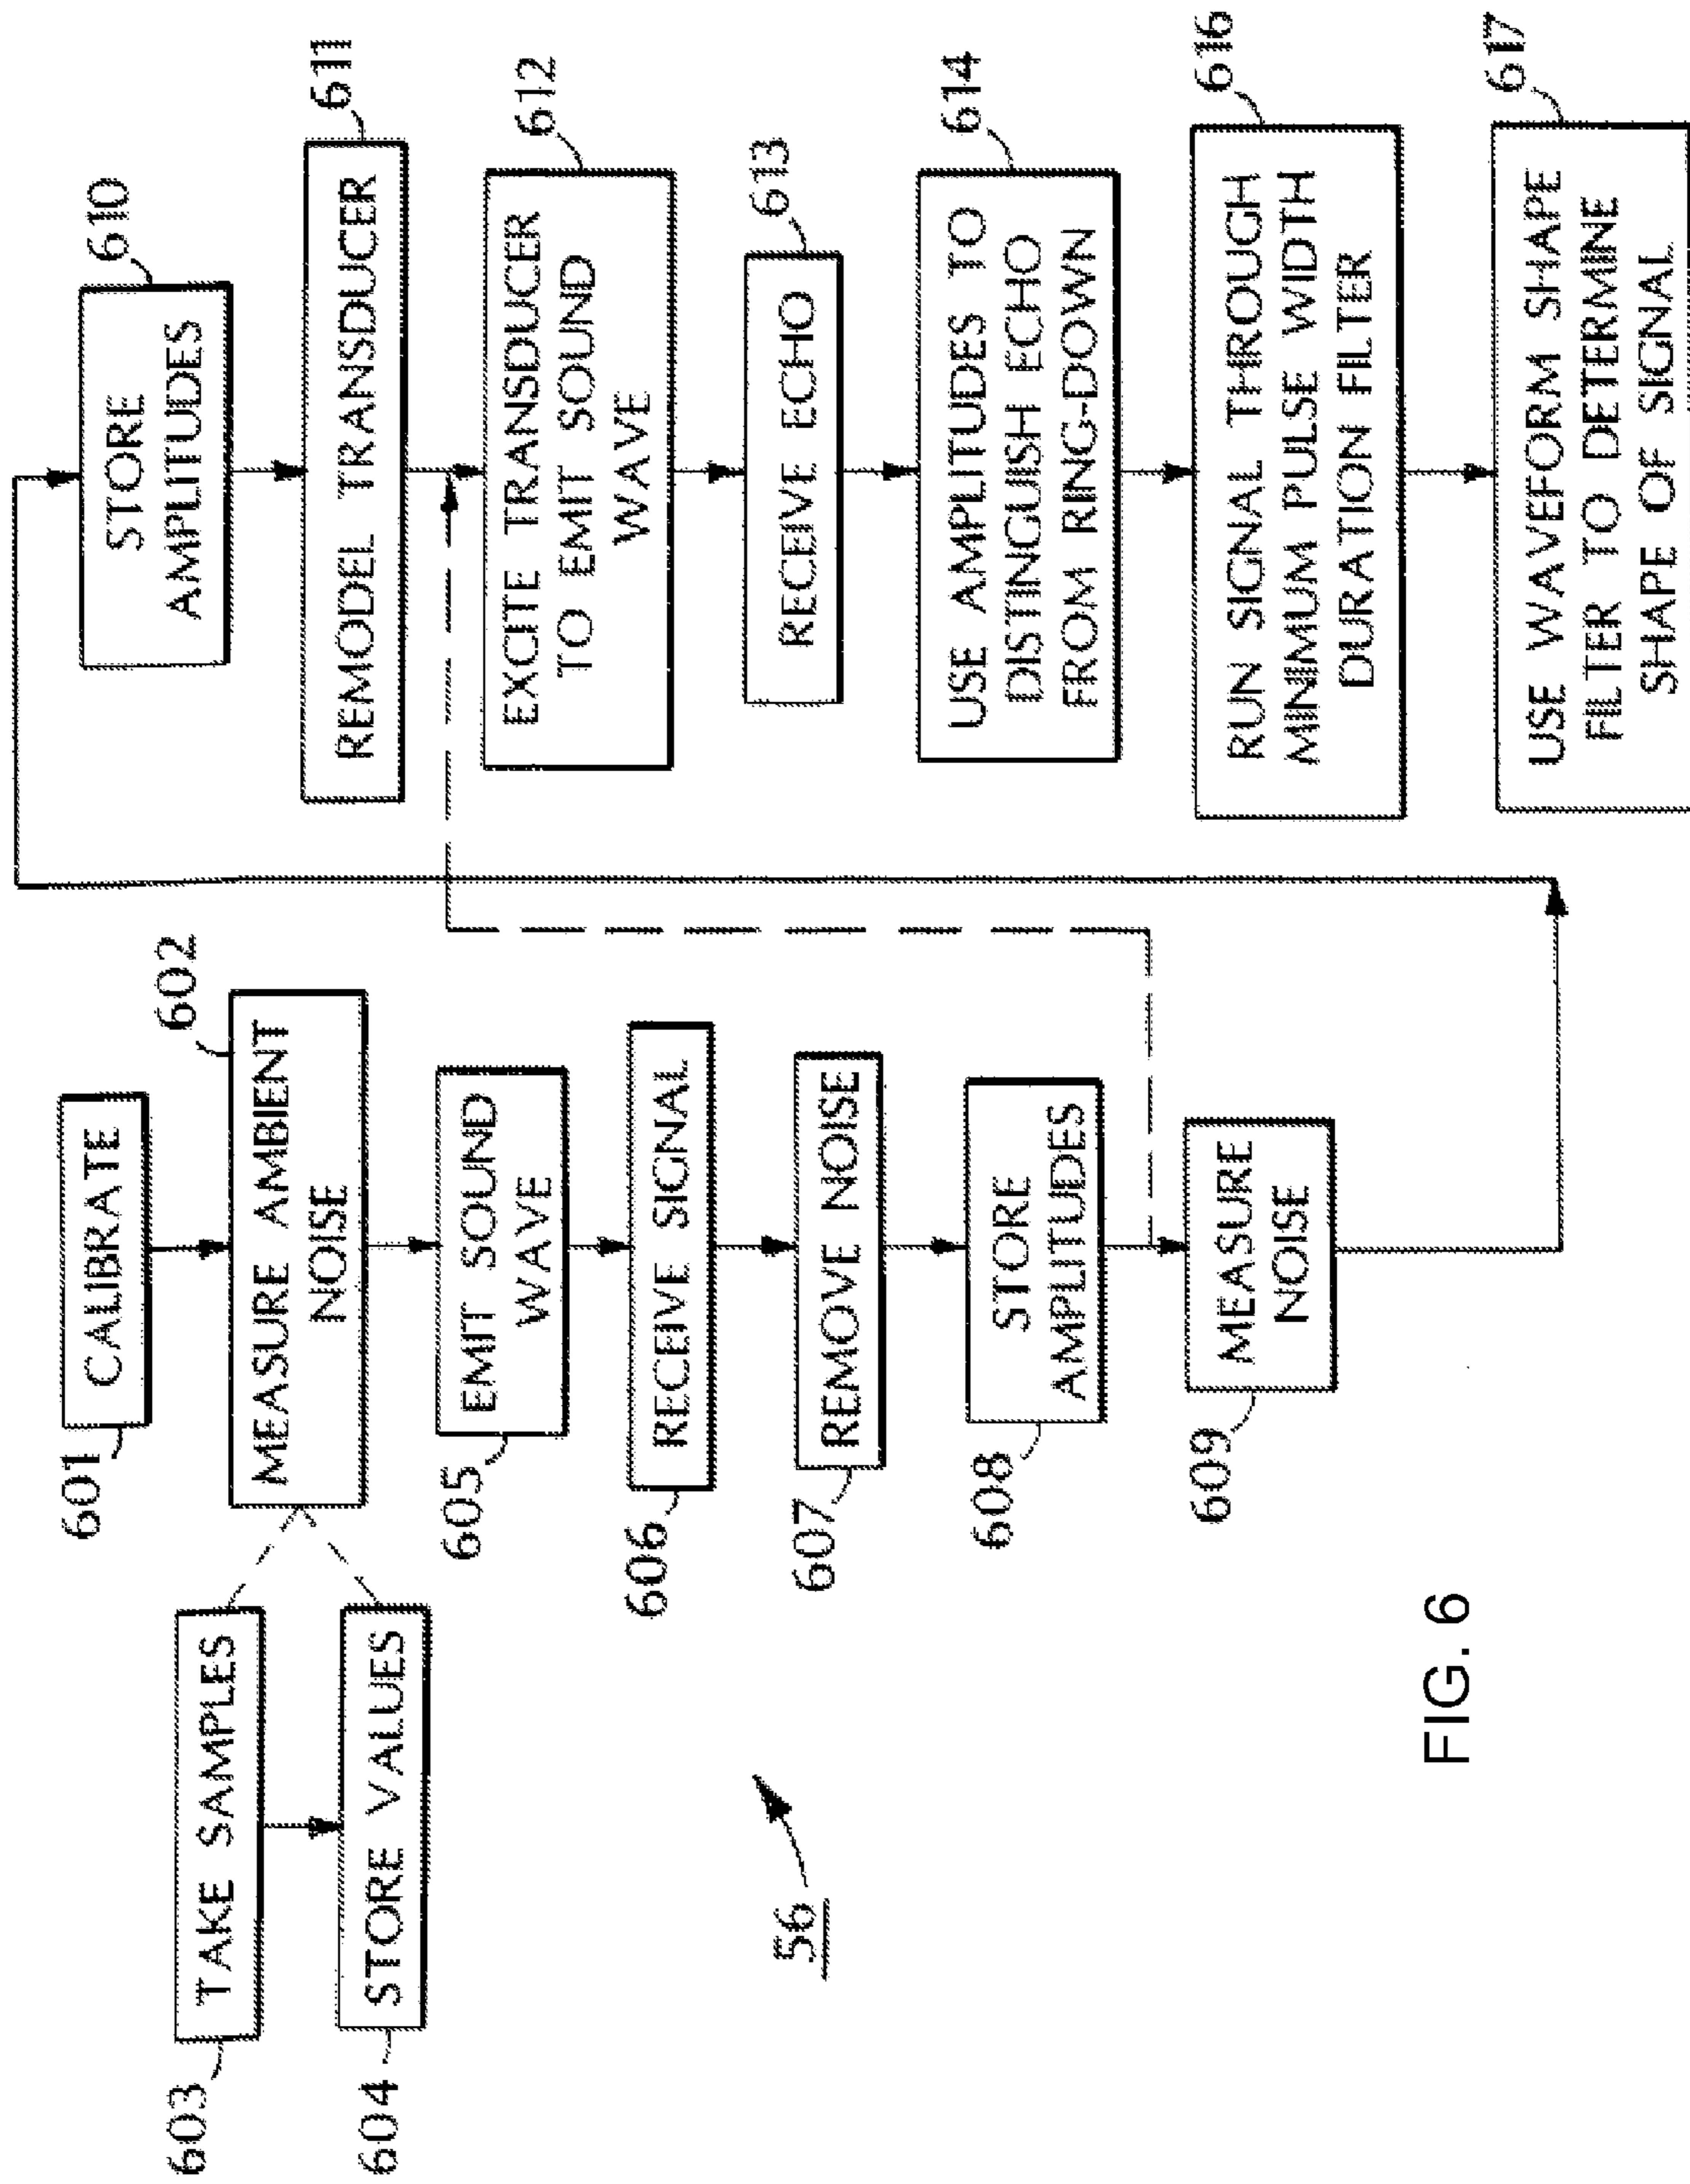 601
CALIBRATE
602
MEASURE AMBIENT
NOISE
603
TAKE SAMPLES
604
STORE VALUES
605
EMIT SOUND
WAVE
606
RECEIVE SIGNAL
607
REMOVE NOISE
608
STORE
AMPLITUDES
609
MEASURE
NOISE
610
STORE
AMPLITUDES
611
REMODEL TRANSDUCER
612
EXCITE TRANSDUCER
TO EMIT SOUND
WAVE
613
RECEIVE ECHO
614
USE AMPLITUDES TO
DISTINGUISH ECHO
FROM RING-DOWN
616
RUN SIGNAL THROUGH
MINIMUM PULSE WIDTH
DURATION FILTER
617
USE WAVEFORM SHAPE
FILTER TO DETERMINE
SHAPE OF SIGNAL
56
FIG. 6